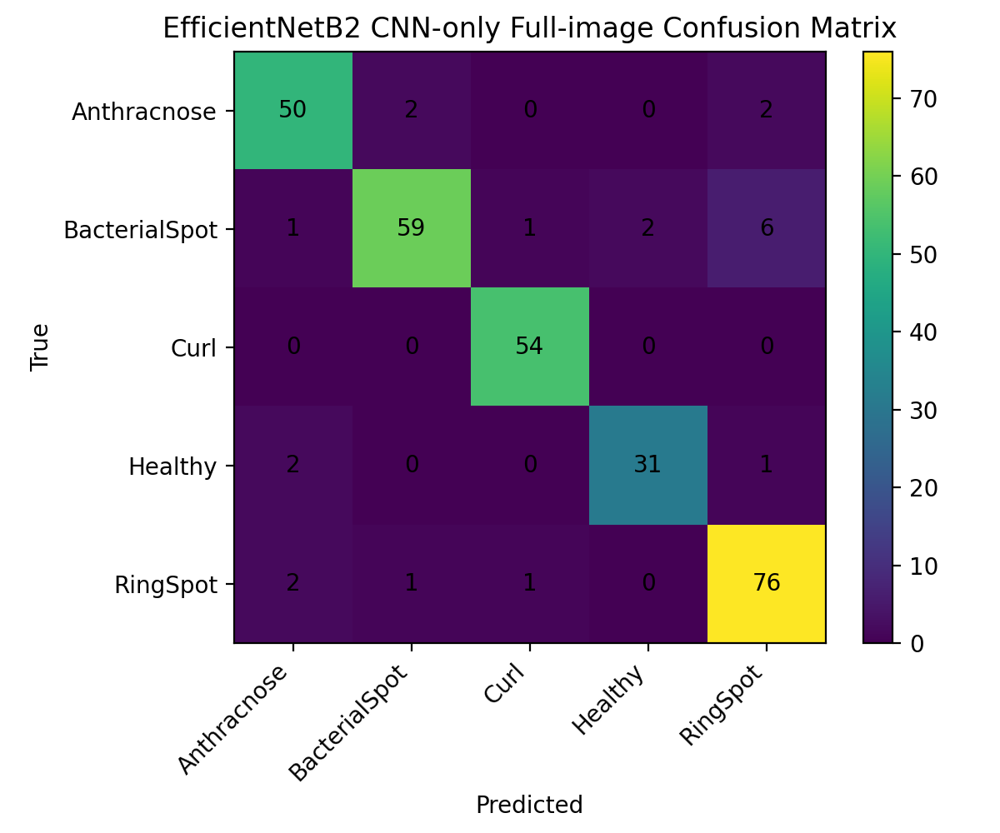 EfficientNetB2 CNN-only Full-image Confusion Matrix
Anthracnose 50 2 0 0 2
BacterialSpot 1 59 1 2 6
Curl 0 0 54 0 0
Healthy 2 0 0 31 1
RingSpot 2 1 1 0 76
True
Anthracnose BacterialSpot Curl Healthy RingSpot
Predicted
70
60
50
40
30
20
10
0